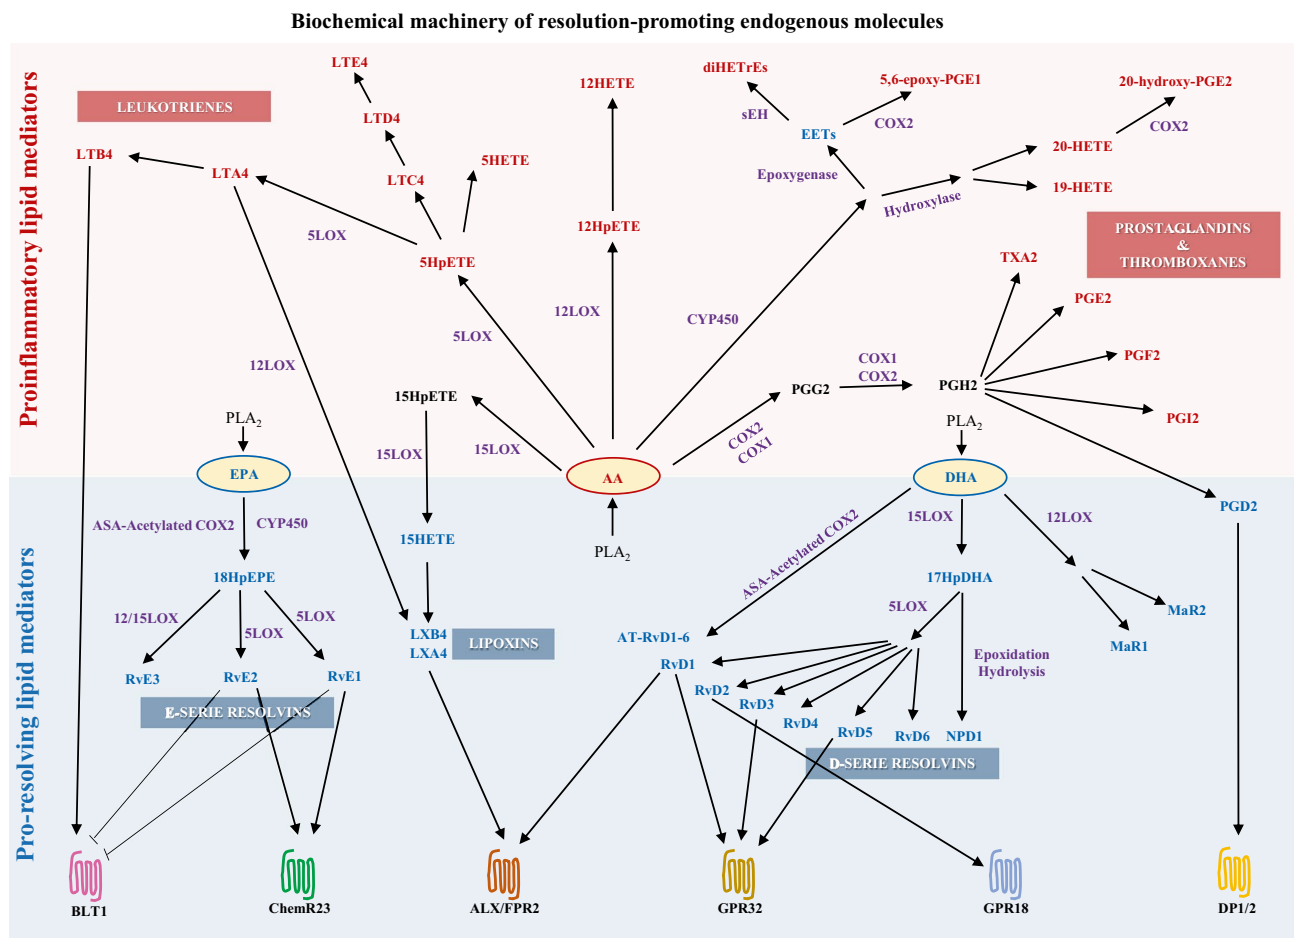 Biochemical machinery of resolution-promoting endogenous molecules
Proinflammatory lipid mediators
LEUKOTRIENES
LTE4
LTD4
LTC4
LTB4
LTA4
5HETE
5LOX
5HpETE
12HETE
12HpETE
12LOX
5LOX
12LOX
diHETrEs
sEH
EETs
5,6-epoxy-PGE1
COX2
Epoxygenase
Hydroxylase
20-hydroxy-PGE2
COX2
20-HETE
19-HETE
PROSTAGLANDINS
&
THROMBOXANES
TXA2
PGE2
PGF2
PGI2
CYP450
COX1
COX2
PGG2
PGH2
COX2
COX1
15HpETE
15LOX
15LOX
PLA2
EPA
AA
PLA2
PLA2
DHA
PGD2
Pro-resolving lipid mediators
ASA-Acetylated COX2
CYP450
18HpEPE
12/15LOX
5LOX
5LOX
RvE3
RvE2
RvE1
E-SERIE RESOLVINS
15HETE
LXB4
LXA4
LIPOXINS
ASA-Acetylated COX2
15LOX
12LOX
17HpDHA
5LOX
Epoxidation
Hydrolysis
MaR2
MaR1
AT-RvD1-6
RvD1
RvD2
RvD3
RvD4
RvD5
RvD6
NPD1
D-SERIE RESOLVINS
BLT1
ChemR23
ALX/FPR2
GPR32
GPR18
DP1/2